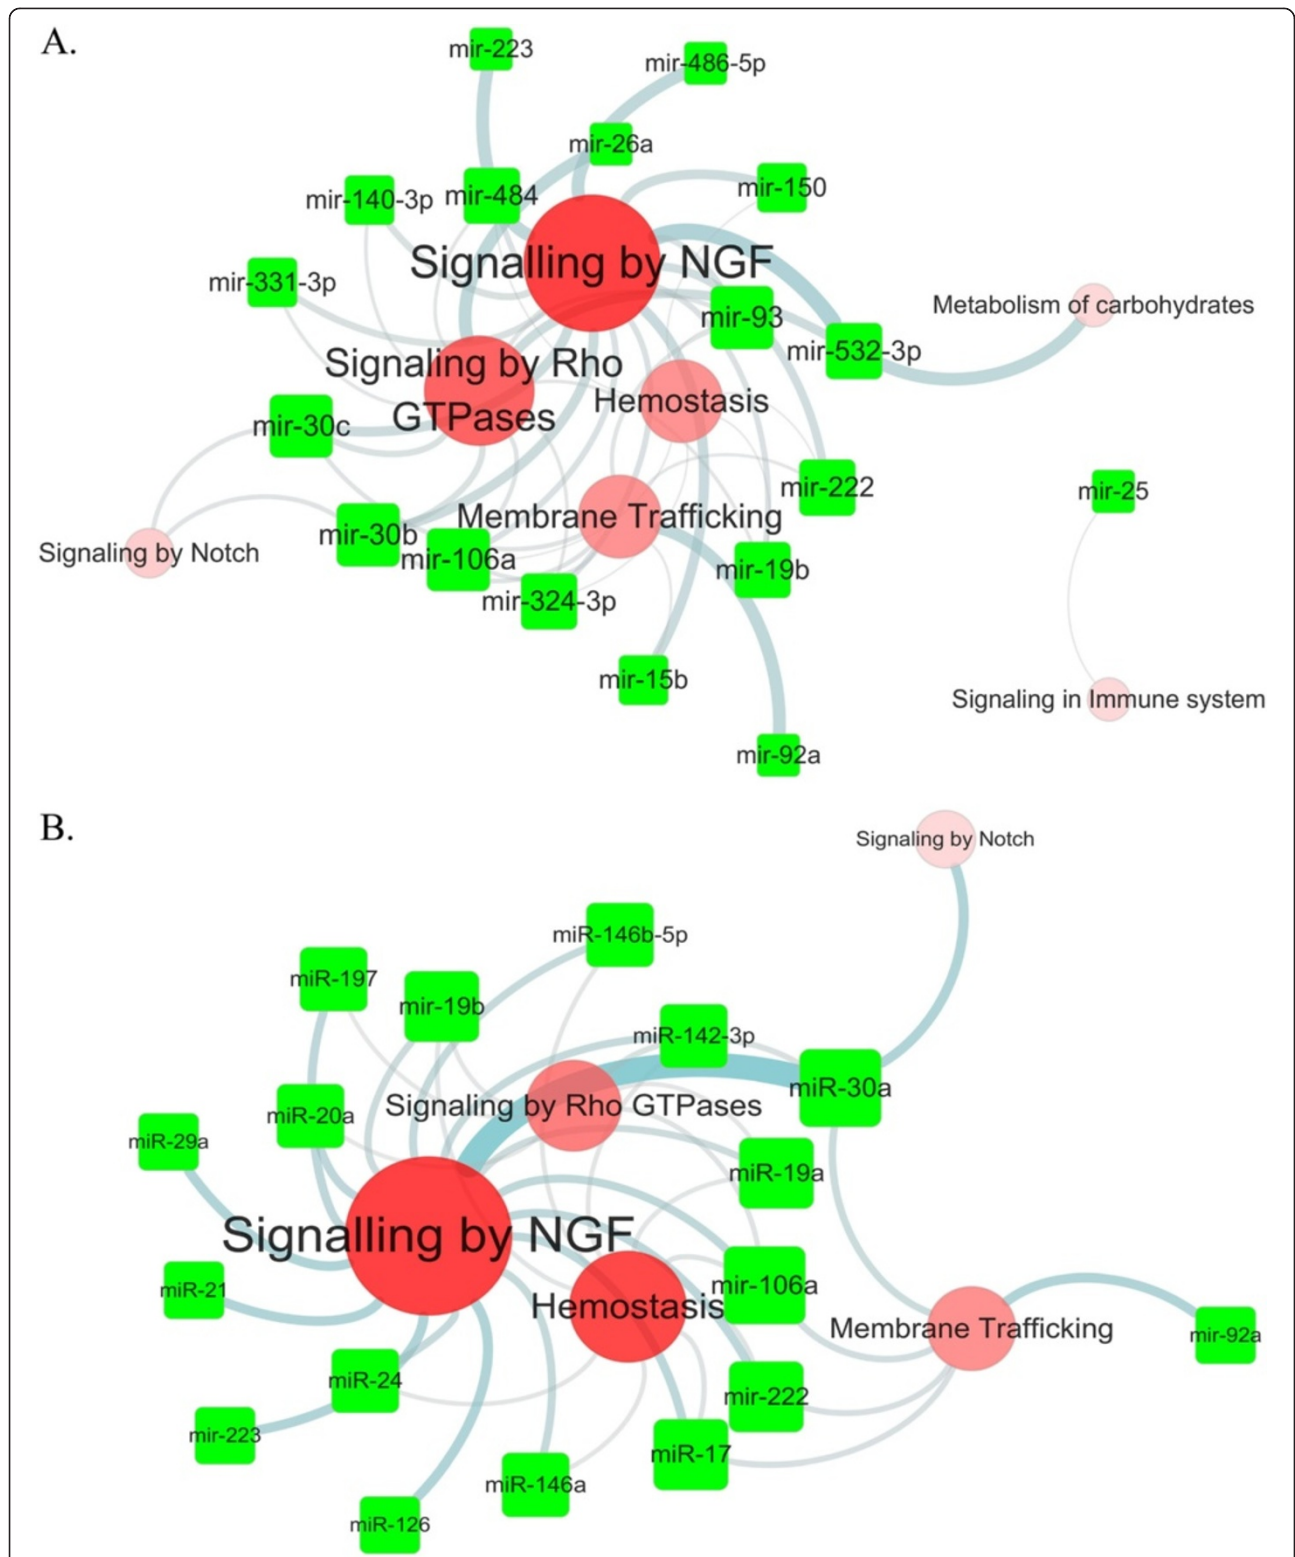 A.
mir-223
mir-486-5p
mir-26a
mir-150
mir-140-3p
mir-484
Signalling by NGF
mir-331-3p
Metabolism of carbohydrates
mir-93
mir-532-3p
Signaling by Rho
GTPases
Hemostasis
mir-30c
mir-222
mir-25
Membrane Trafficking
mir-30b
Signaling by Notch
mir-106a
mir-19b
mir-324-3p
mir-15b
Signaling in Immune system
mir-92a
B.
Signaling by Notch
miR-146b-5p
miR-197
mir-19b
miR-142-3p
miR-30a
Signaling by Rho GTPases
miR-20a
miR-29a
miR-19a
Signalling by NGF
miR-21
mir-106a
Hemostasis
Membrane Trafficking
mir-92a
miR-24
mir-222
mir-223
miR-17
miR-146a
miR-126